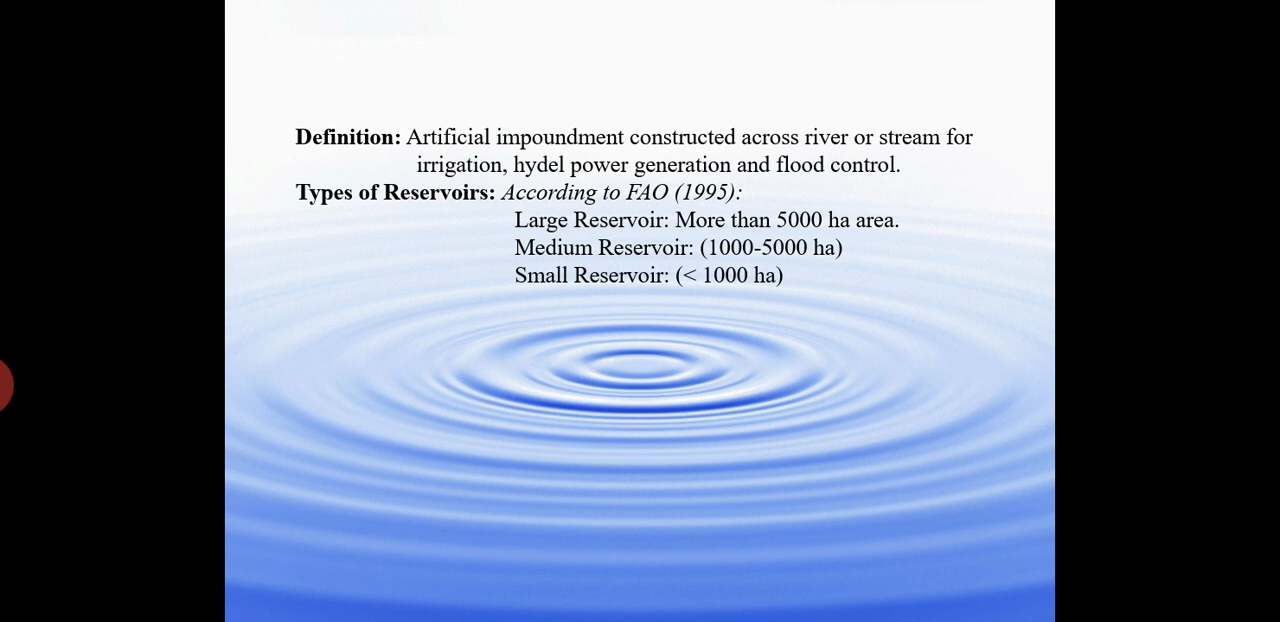 Definition: Artificial impoundment constructed across river or stream for
irrigation, hydel power generation and flood control.
Types of Reservoirs: According to FAO (1995):
Large Reservoir: More than 5000 ha area.
Medium Reservoir: (1000-5000 ha)
Small Reservoir: (< 1000 ha)